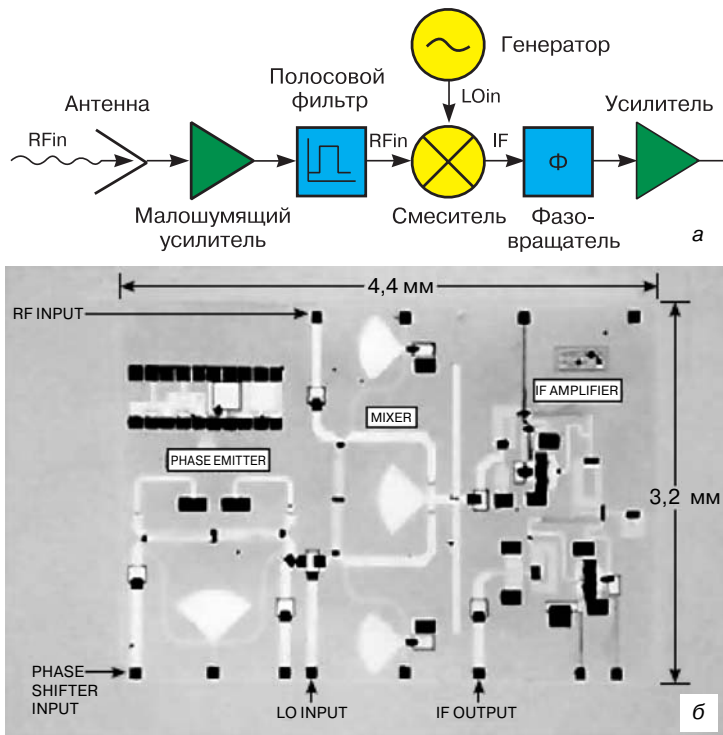 Генератор
Полосовой
фильтр
Антенна
LOin
Усилитель
RFin
RFin
IF
Ф
Малошумящий
усилитель
Смеситель
Фазо-
вращатель
а
4,4 мм
RF INPUT
IF AMPLIFIER
MIXER
PHASE EMITTER
3,2 мм
PHASE
SHIFTER
INPUT
LO INPUT
IF OUTPUT
б